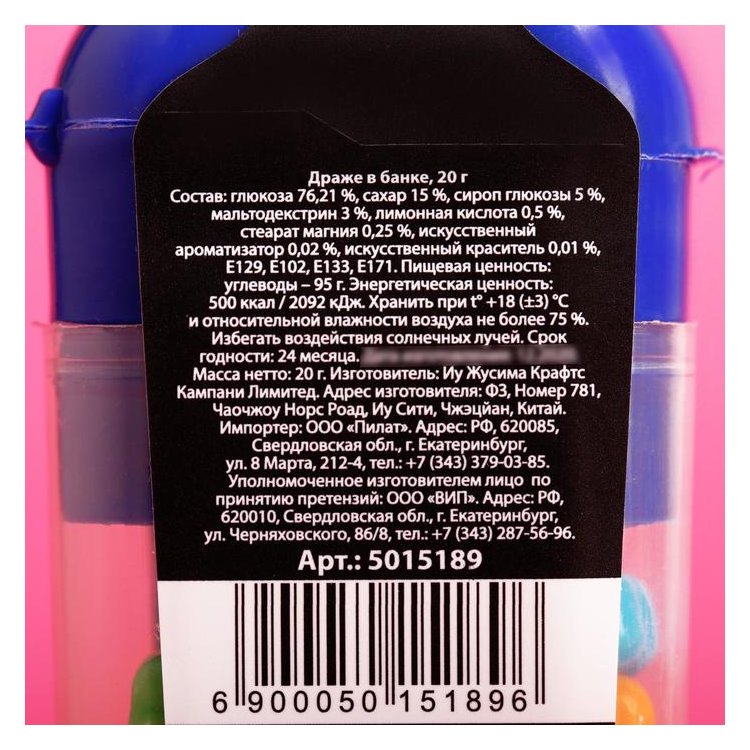 Драже в банке, 20 г
Состав: глюкоза 76,21 %, сахар 15 %, сироп глюкозы 5 %,
мальтодекстрин 3 %, лимонная кислота 0,5 %,
стеарат магния 0,25 %, искусственный
ароматизатор 0,02 %, искусственный краситель 0,01 %,
Е129, Е102, Е133, Е171. Пищевая ценность:
углеводы – 95 г. Энергетическая ценность:
500 ккал / 2092 кДж. Хранить при t° +18 (±3) °С
и относительной влажности воздуха не более 75 %.
Избегать воздействия солнечных лучей. Срок
годности: 24 месяца.
Масса нетто: 20 г. Изготовитель: Иу Жусима Крафтс
Кампани Лимитед. Адрес изготовителя: ФЗ, Номер 781,
Чаочжоу Норс Роад, Иу Сити, Чжэцйан, Китай.
Импортер: ООО «Пилат». Адрес: РФ, 620085,
Свердловская обл., г. Екатеринбург,
ул. 8 Марта, 212-4, тел.: +7 (343) 379-03-85.
Уполномоченное изготовителем лицо по
принятию претензий: ООО «ВИП». Адрес: РФ,
620010, Свердловская обл., г. Екатеринбург,
ул. Черняховского, 86/8, тел.: +7 (343) 287-56-96.
Арт.: 5015189
6 900050 151896